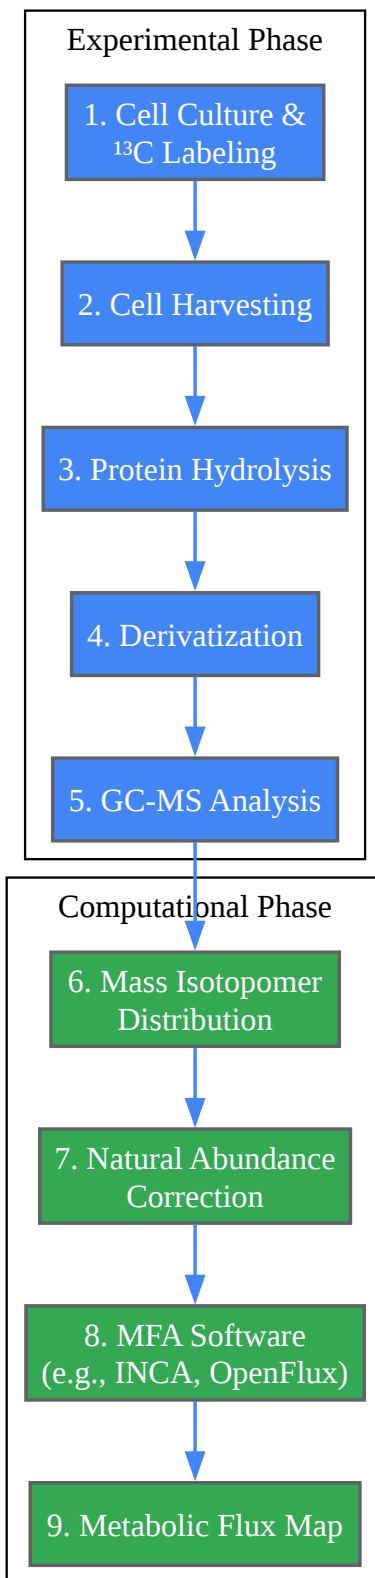 Experimental Phase
1. Cell Culture &
¹³C Labeling
2. Cell Harvesting
3. Protein Hydrolysis
4. Derivatization
5. GC-MS Analysis
Computational Phase
6. Mass Isotopomer
Distribution
7. Natural Abundance
Correction
8. MFA Software
(e.g., INCA, OpenFlux)
9. Metabolic Flux Map